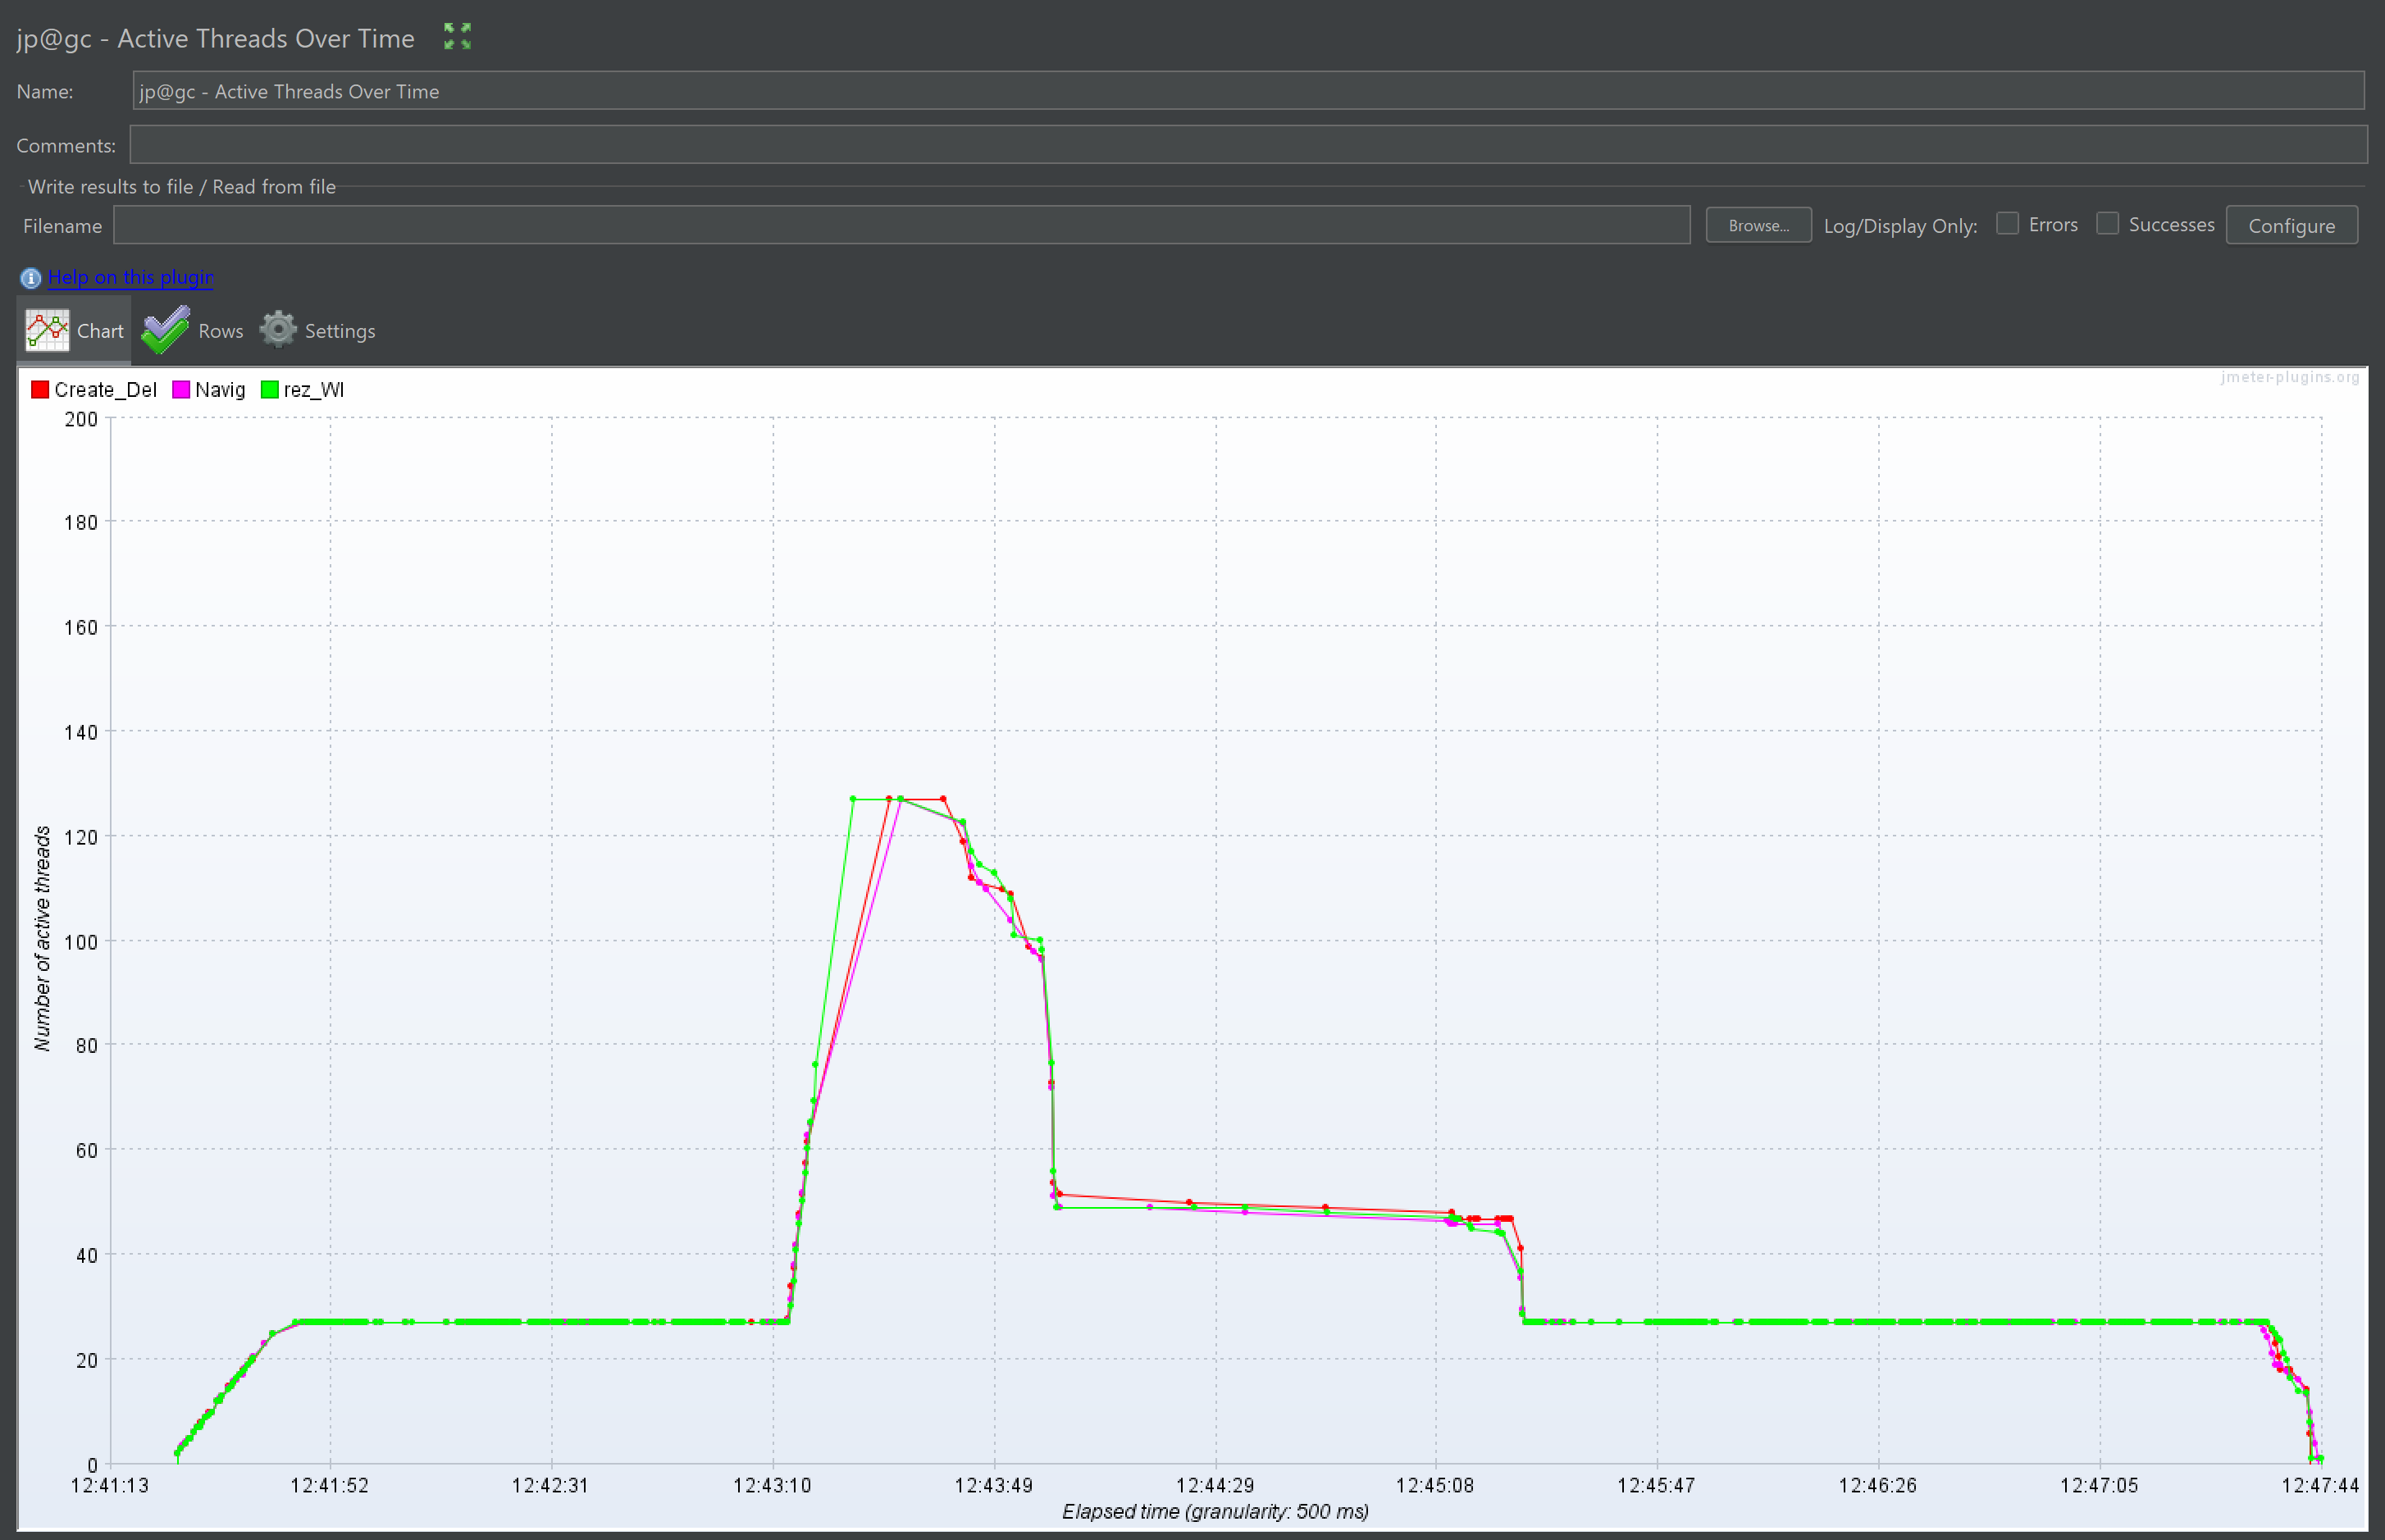 jp@gc - Active Threads Over Time
Name: jp@gc - Active Threads Over Time
Comments:
Write results to file / Read from file
Filename Browse... Log/Display Only: Errors Successes Configure
Help on this plugin
Chart Rows Settings
jmeter-plugins.org
Create_Del Navig rez_WI
200
180
160
140
120
100
80
60
40
20
0
Number of active threads
12:41:13 12:41:52 12:42:31 12:43:10 12:43:49 12:44:29 12:45:08 12:45:47 12:46:26 12:47:05 12:47:44
Elapsed time (granularity: 500 ms)